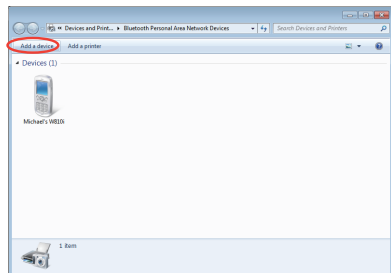 « Devices and Print... ▸ Bluetooth Personal Area Network Devices
Search Devices and Printers
Add a device Add a printer
Devices (1)
Michael's W810i
1 item